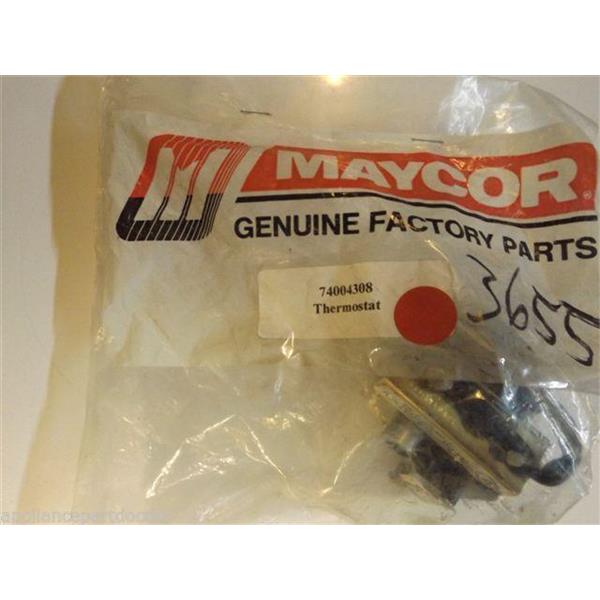 MAYCOR
GENUINE FACTORY PARTS
74004308
Thermostat
3655